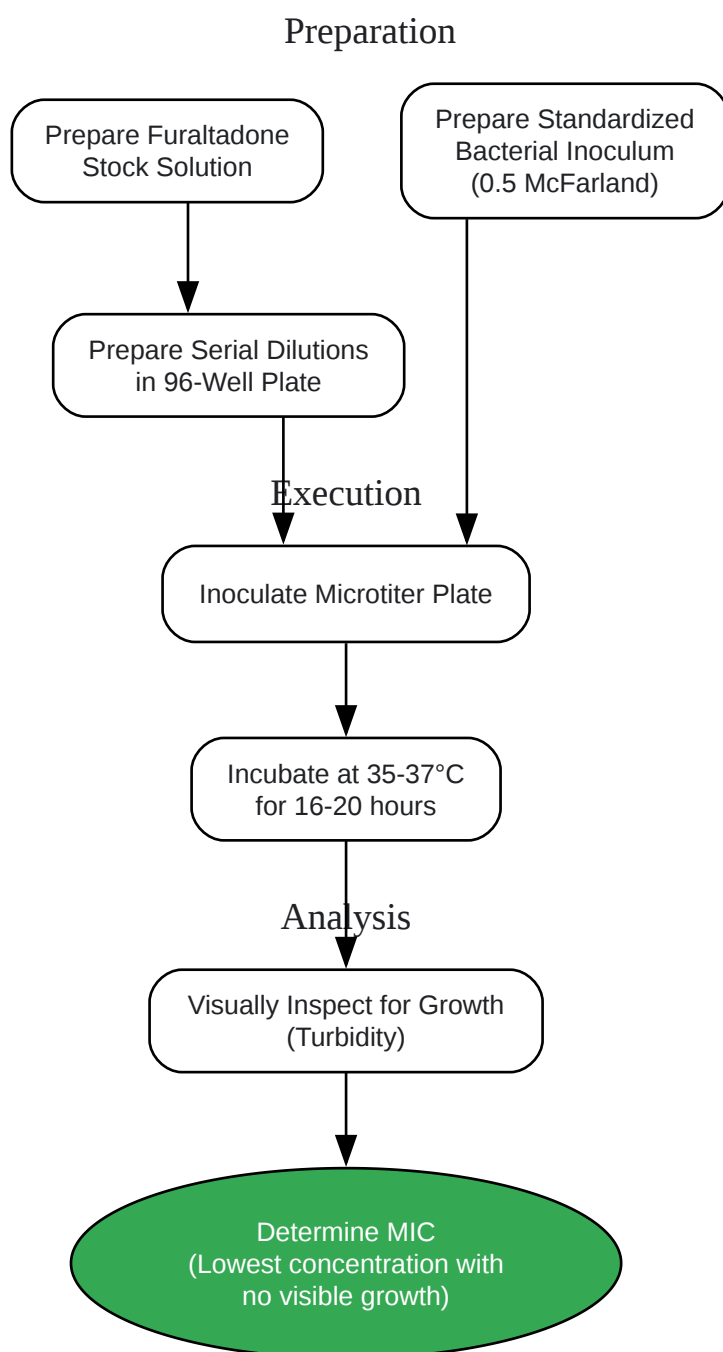 Preparation
Prepare Furaltadone
Stock Solution
Prepare Standardized
Bacterial Inoculum
(0.5 McFarland)
Prepare Serial Dilutions
in 96-Well Plate
Execution
Inoculate Microtiter Plate
Incubate at 35-37°C
for 16-20 hours
Analysis
Visually Inspect for Growth
(Turbidity)
Determine MIC
(Lowest concentration with
no visible growth)